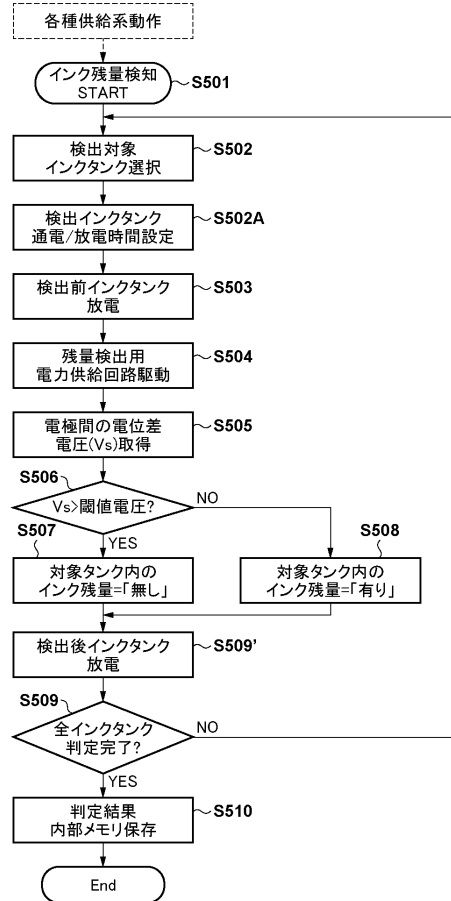 各種供給系動作
インク残量検知
START
S501
検出対象
インクタンク選択
S502
検出インクタンク
通電/放電時間設定
S502A
検出前インクタンク
放電
S503
残量検出用
電力供給回路駆動
S504
電極間の電位差
電圧(Vs)取得
S505
S506
Vs>閾値電圧?
NO
YES
S507
対象タンク内の
インク残量=「無し」
S508
対象タンク内の
インク残量=「有り」
検出後インクタンク
放電
S509'
S509
全インクタンク
判定完了?
NO
YES
判定結果
内部メモリ保存
S510
End